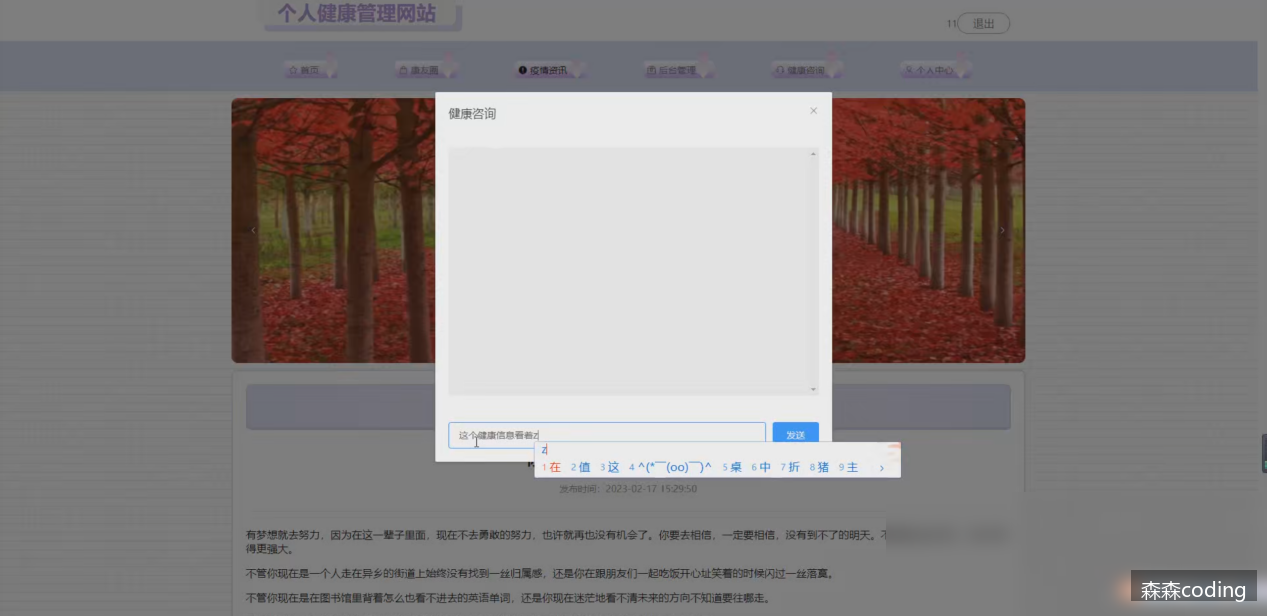 个人健康管理网站
11 退出
首页 康友圈 疫情资讯 后台管理 健康咨询 个人中心
健康咨询
这个健康信息看着z
发送
z
1在 2值 3这 4^(*￣(oo)￣)^ 5桌 6中 7折 8猪 9主
发布时间：2023-02-17 15:29:50
有梦想就去努力，因为在这一辈子里面，现在不去勇敢的努力，也许就再也没有机会了。你要去相信，一定要相信，没有到不了的明天。不
得更强大。
不管你现在是一个人走在异乡的街道上始终没有找到一丝归属感，还是你在跟朋友们一起吃饭开心址笑着的时候闪过一丝落寞。
不管你现在是在图书馆里背着怎么也看不进去的英语单词，还是你现在迷茫地看不清未来的方向不知道要往哪走。
森森coding